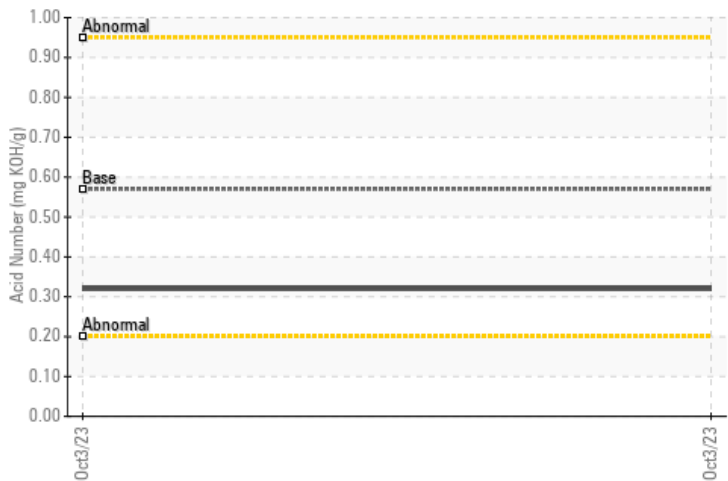 1.00
Abnormal
0.90
0.80
0.70
0.60
Base
0.50
0.40
0.30
Abnormal
0.20
0.10
0.00
Acid Number (mg KOH/g)
Oct3/23
Oct3/23